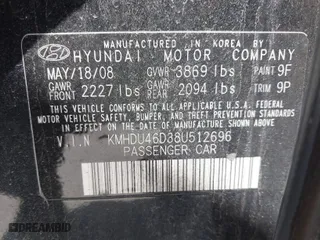 MANUFACTURED IN KOREA BY
HYUNDAI MOTOR COMPANY
MAY/18/08 GVWR 3869 lbs PAINT 9F
GAWR FRONT 2227 lbs GAWR REAR 2094 lbs TRIM 9P
THIS VEHICLE CONFORMS TO ALL APPLICABLE
FEDERAL MOTOR VEHICLE SAFETY, BUMPER, AND
THEFT PREVENTION STANDARDS IN EFFECT ON
THE DATE OF MANUFACTURE SHOWN ABOVE.
V.I.N KMHDU46D38U512696
PASSENGER CAR